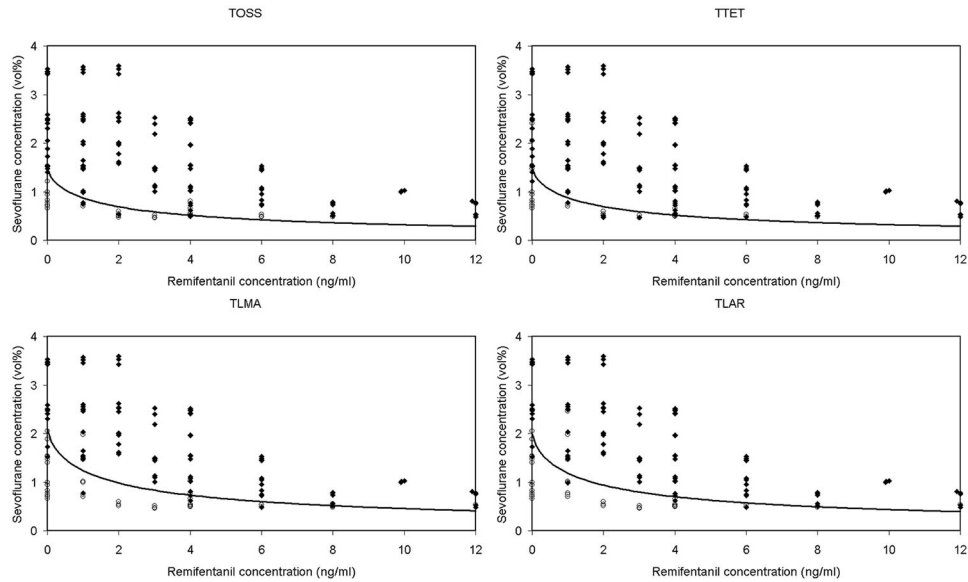 TOSS
4
3
2
1
0
Sevoflurane concentration (vol%)
0 2 4 6 8 10 12
Remifentanil concentration (ng/ml)
TTET
4
3
2
1
0
Sevoflurane concentration (vol%)
0 2 4 6 8 10 12
Remifentanil concentration (ng/ml)
TLMA
4
3
2
1
0
Sevoflurane concentration (vol%)
0 2 4 6 8 10 12
Remifentanil concentration (ng/ml)
TLAR
4
3
2
1
0
Sevoflurane concentration (vol%)
0 2 4 6 8 10 12
Remifentanil concentration (ng/ml)